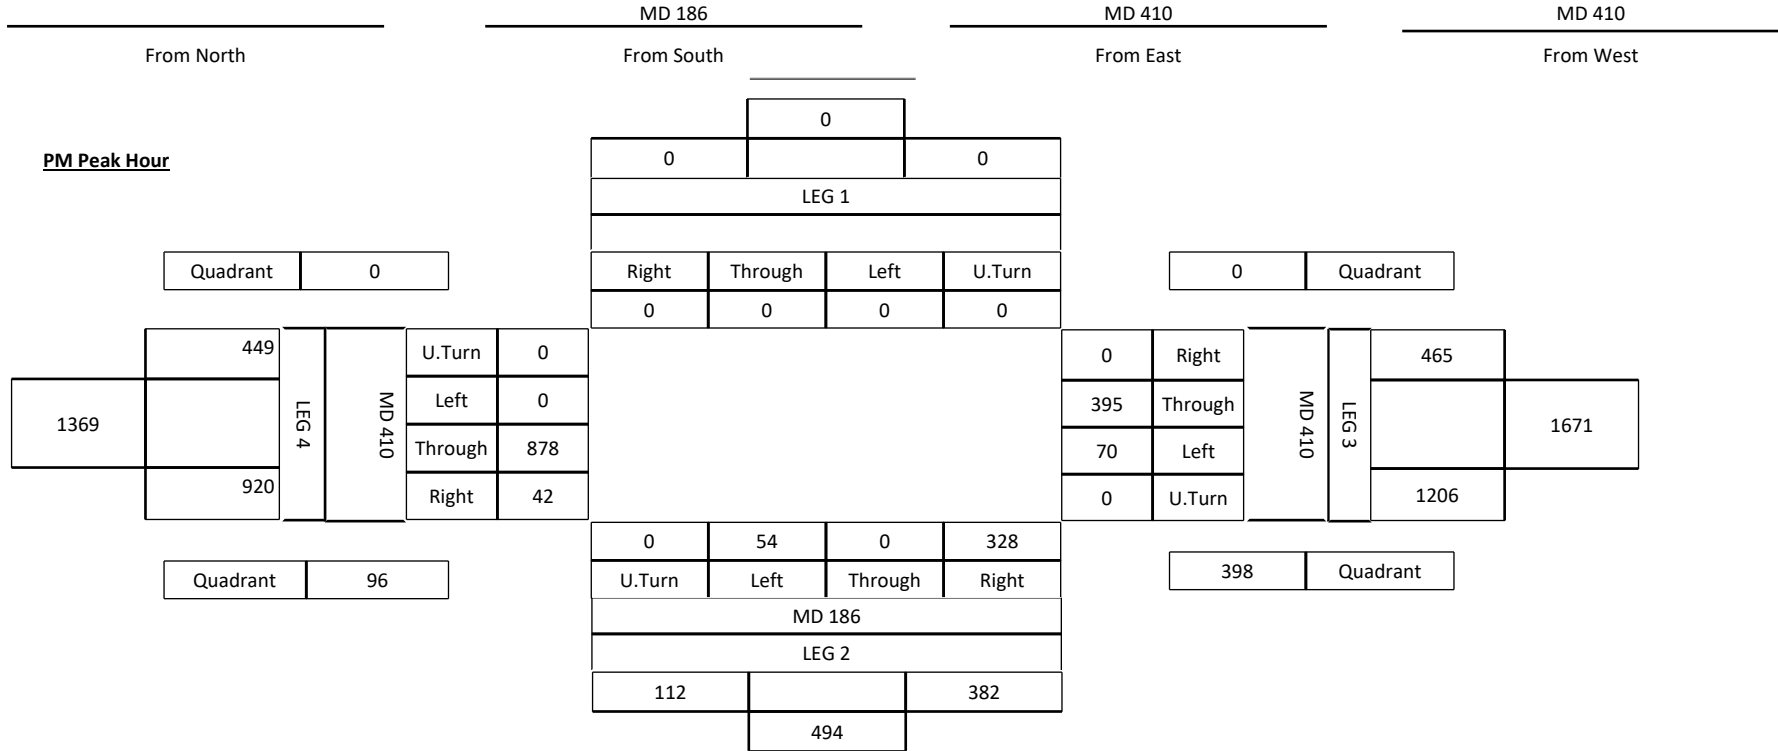 MD 186 MD 410 MD 410
From North From South From East From West
0
PM Peak Hour
0 0
LEG 1
Quadrant 0
Right Through Left U.Turn
0 Quadrant
0 0 0 0
449 U.Turn 0
0 Right 465
1369 LEG 4 MD 410 Left 0
395 Through MD 410 LEG 3 1671
Through 878
70 Left
920 Right 42
0 U.Turn 1206
0 54 0 328
Quadrant 96
U.Turn Left Through Right
398 Quadrant
MD 186
LEG 2
112 382
494